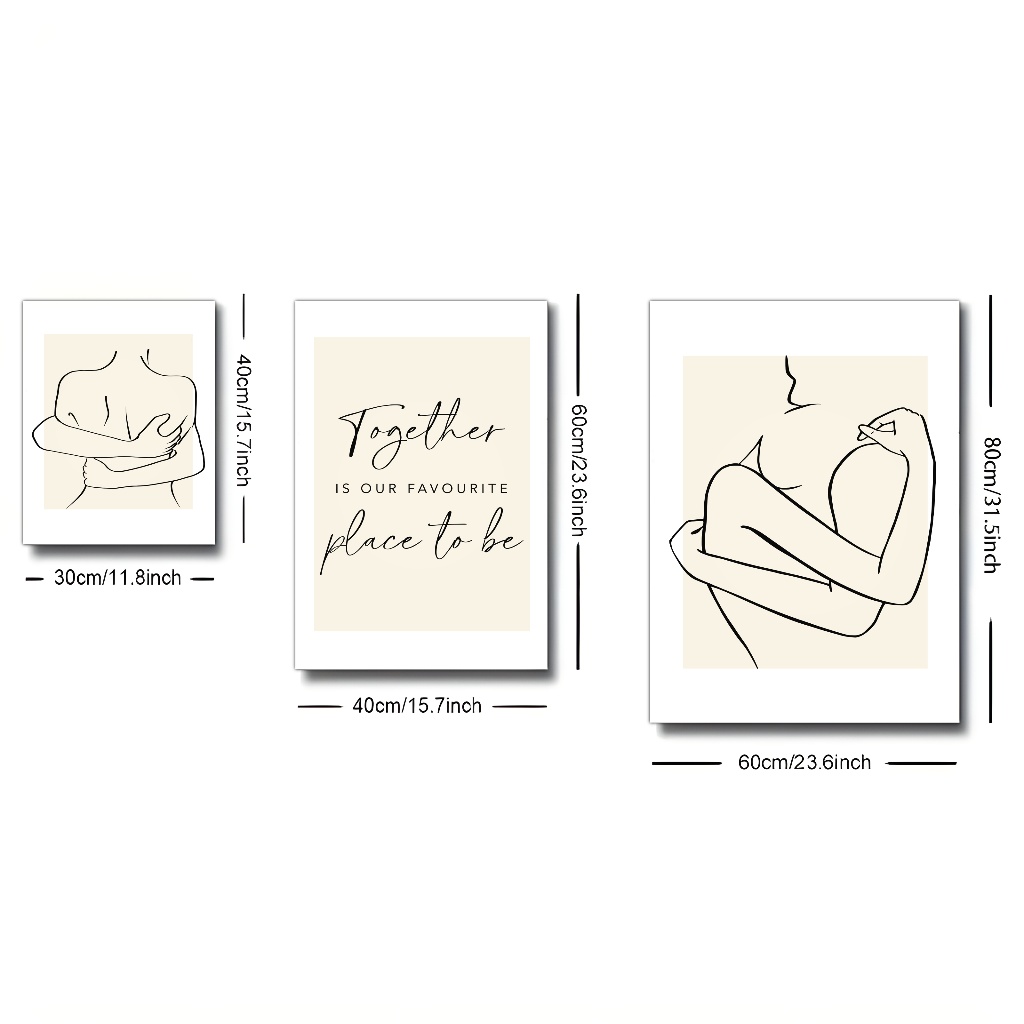 40cm/15.7inch
30cm/11.8inch
Together
IS OUR FAVOURITE
place to be
60cm/23.6inch
40cm/15.7inch
80cm/31.5inch
60cm/23.6inch